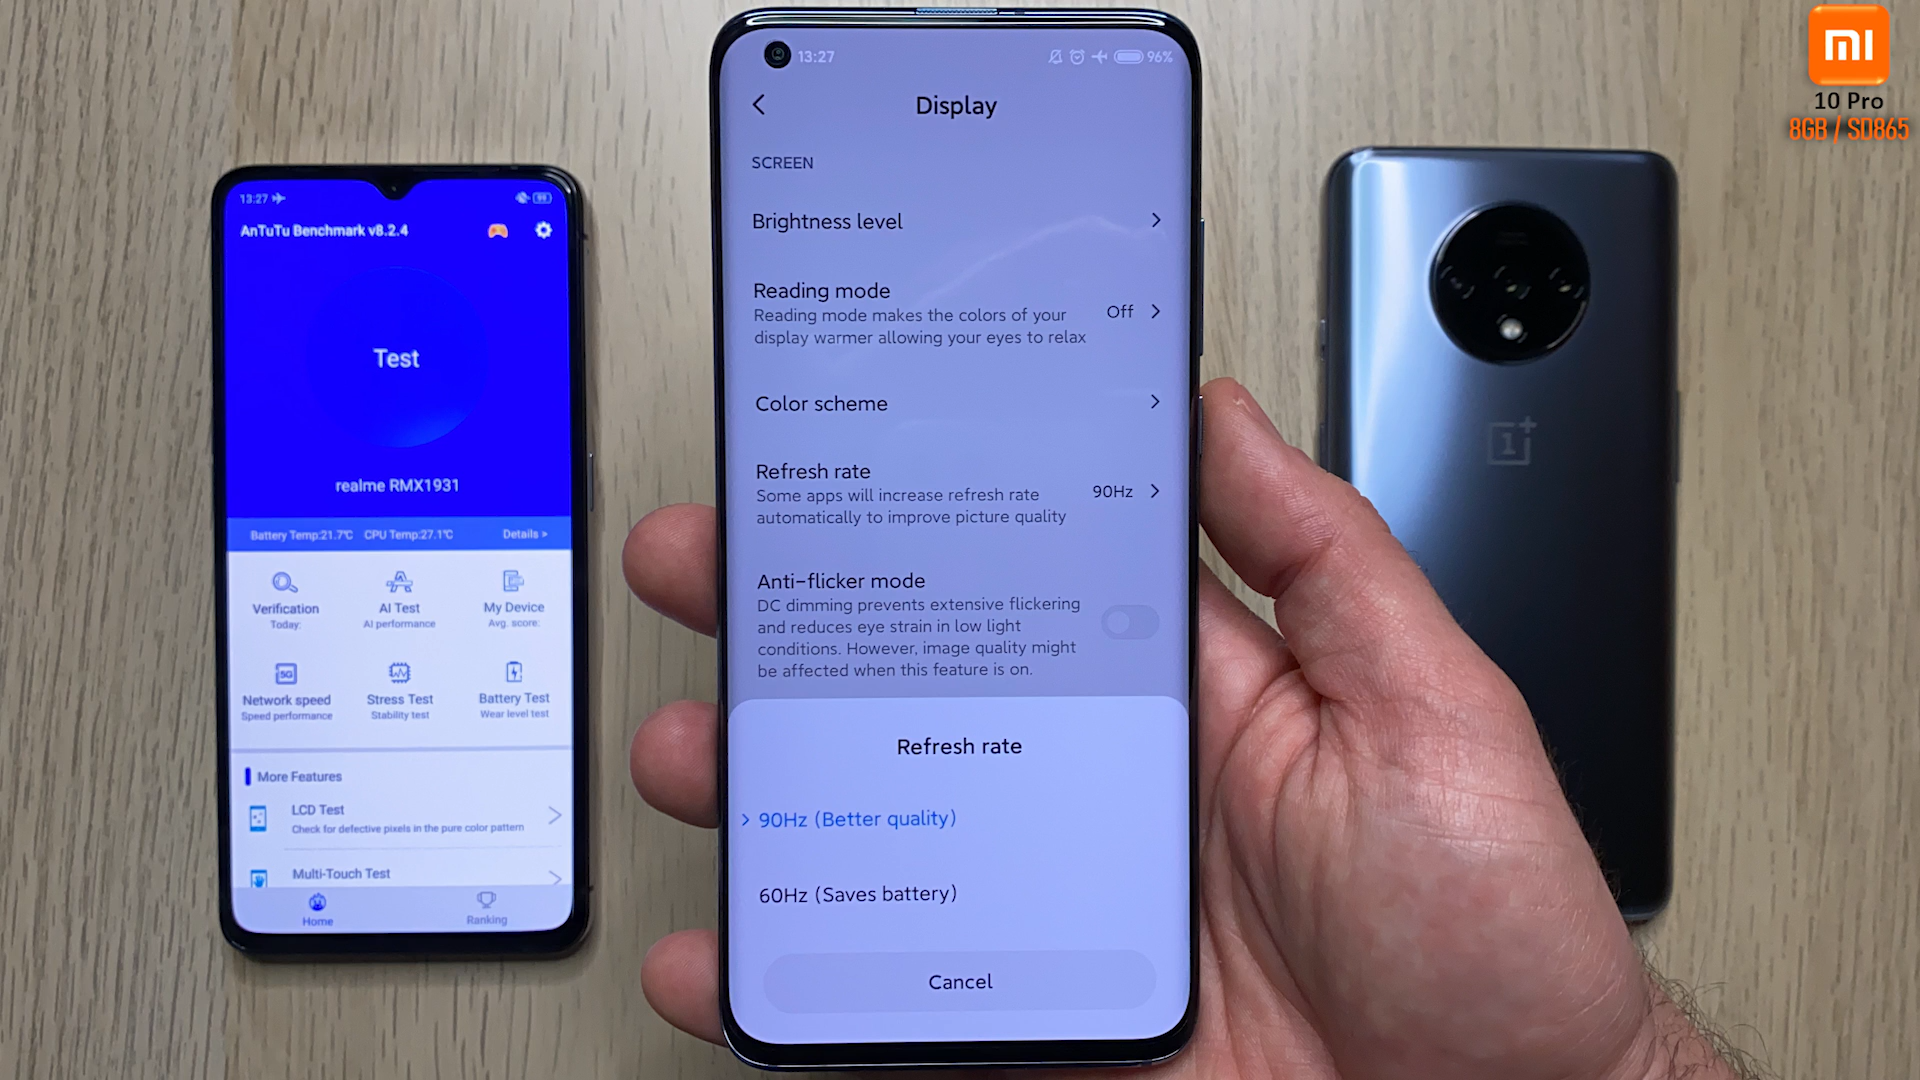 13:27
AnTuTu Benchmark v8.2.4
Test
realme RMX1931
Battery Temp:21.7℃ CPU Temp:27.1℃ Details >
Verification
Today:
AI Test
AI performance
My Device
Avg. score:
5G
Network speed
Speed performance
Stress Test
Stability test
Battery Test
Wear level test
More Features
LCD Test
Check for defective pixels in the pure color pattern
Multi-Touch Test
Home
Ranking
13:27
96%
Display
SCREEN
Brightness level
Reading mode
Reading mode makes the colors of your
display warmer allowing your eyes to relax
Off
Color scheme
Refresh rate
Some apps will increase refresh rate
automatically to improve picture quality
90Hz
Anti-flicker mode
DC dimming prevents extensive flickering
and reduces eye strain in low light
conditions. However, image quality might
be affected when this feature is on.
Refresh rate
90Hz (Better quality)
60Hz (Saves battery)
Cancel
1+
mi
10 Pro
8GB / SD865